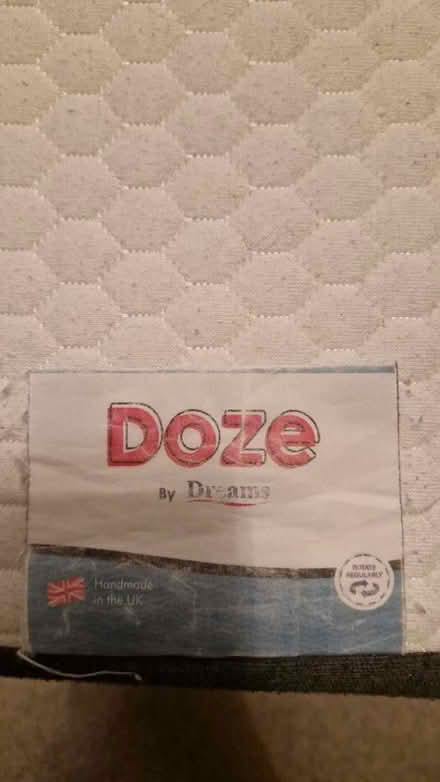 Doze
By Dreams
Handmade
in the UK
ROTATE
REGULARLY